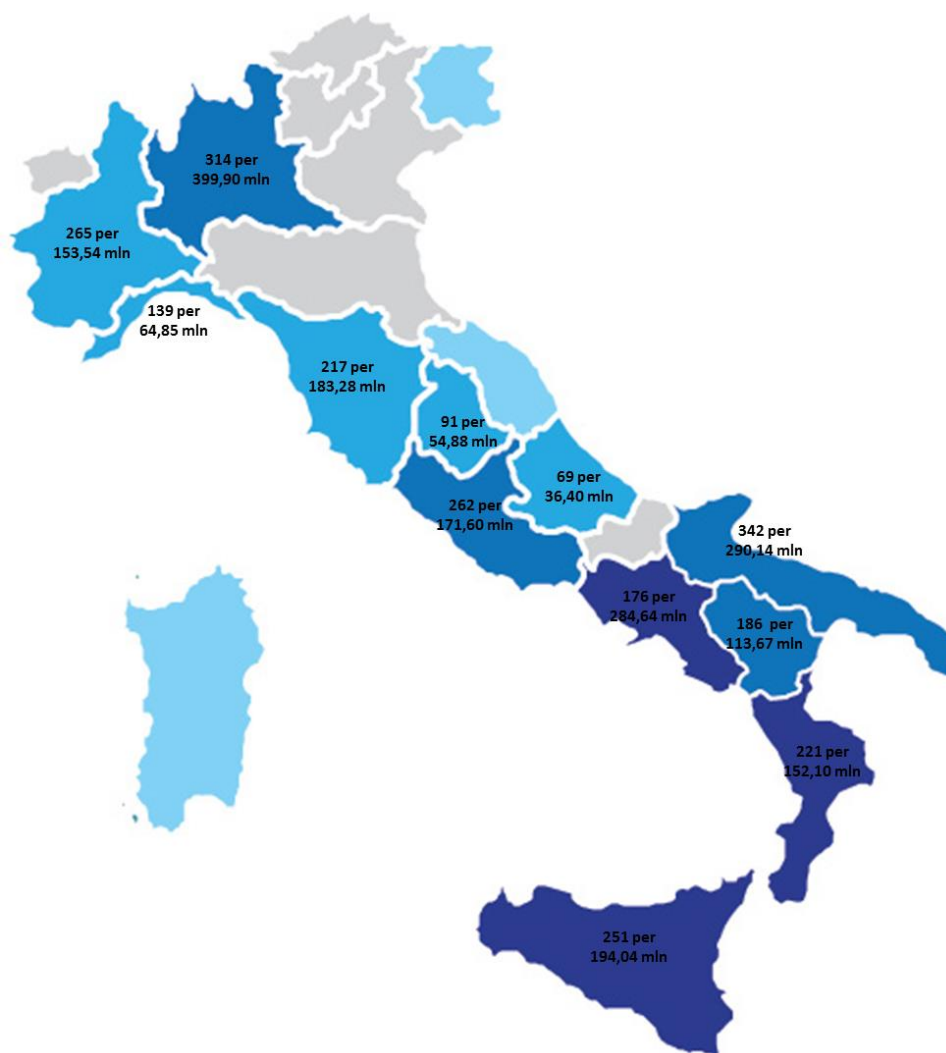 314 per
399,90 mln
265 per
153,54 mln
139 per
64,85 mln
217 per
183,28 mln
91 per
54,88 mln
69 per
36,40 mln
262 per
171,60 mln
342 per
290,14 mln
176 per
284,64 mln
186 per
113,67 mln
221 per
152,10 mln
251 per
194,04 mln